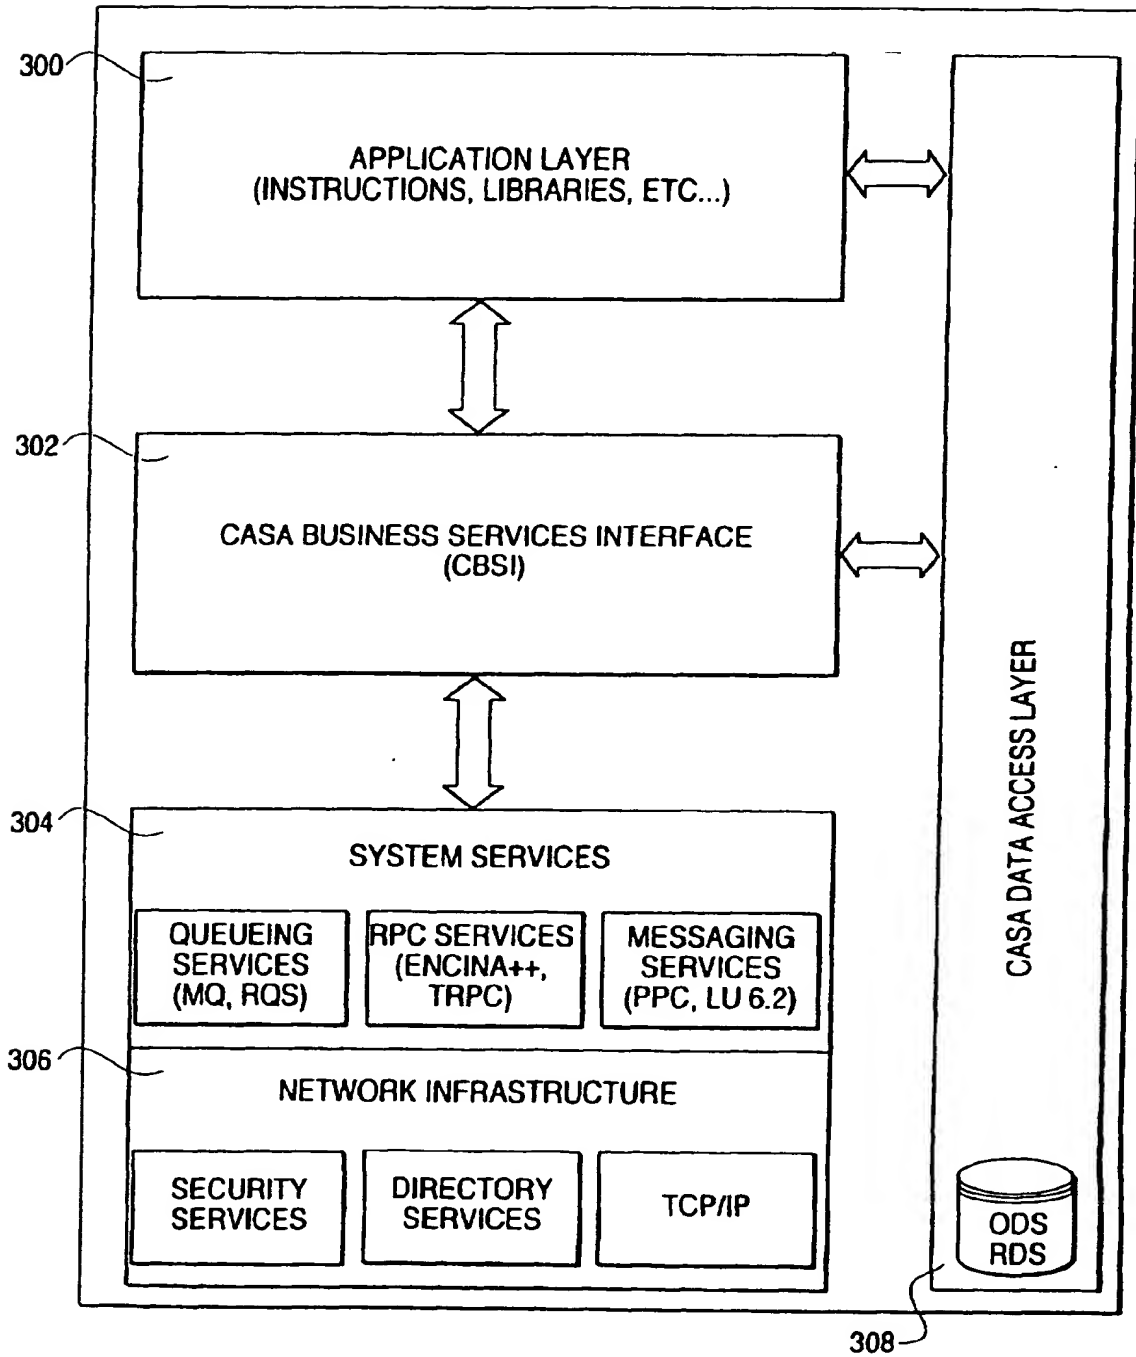 300
APPLICATION LAYER
(INSTRUCTIONS, LIBRARIES, ETC...)
302
CASA BUSINESS SERVICES INTERFACE
(CBSI)
304
SYSTEM SERVICES
QUEUEING
SERVICES
(MQ, RQS)
RPC SERVICES
(ENCINA++,
TRPC)
MESSAGING
SERVICES
(PPC, LU 6.2)
306
NETWORK INFRASTRUCTURE
SECURITY
SERVICES
DIRECTORY
SERVICES
TCP/IP
CASA DATA ACCESS LAYER
ODS
RDS
308